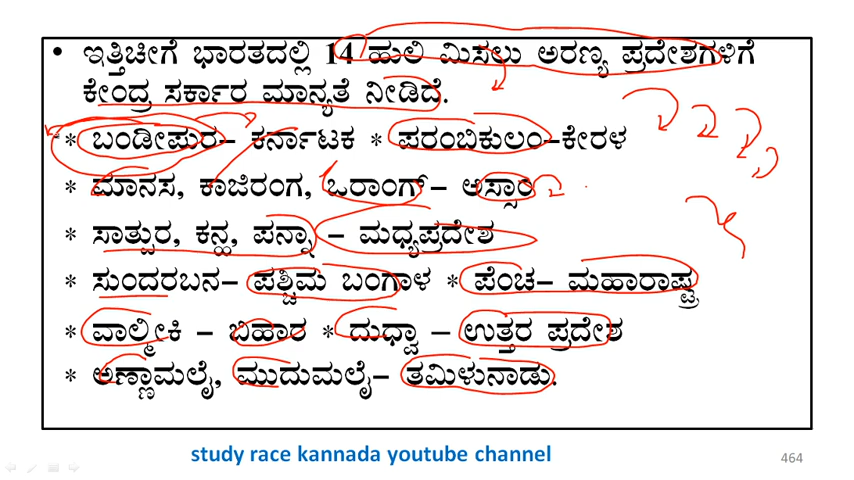 • ಇತ್ತಿಚೀಗೆ ಭಾರತದಲ್ಲಿ 14 ಹುಲಿ ಮಿಸಲು ಅರಣ್ಯ ಪ್ರದೇಶಗಳಿಗೆ
ಕೇಂದ್ರ ಸರ್ಕಾರ ಮಾನ್ಯತೆ ನೀಡಿದೆ.
* ಬಂಡೀಪುರ– ಕರ್ನಾಟಕ * ಪರಂಬಿಕುಲಂ–ಕೇರಳ
* ಮಾನಸ, ಕಾಜಿರಂಗ, ಓರಾಂಗ್– ಅಸ್ಸಾಂ
* ಸಾತ್ಪುರ, ಕನ್ಹ, ಪನ್ನಾ – ಮಧ್ಯಪ್ರದೇಶ
* ಸುಂದರಬನ– ಪಶ್ಚಿಮ ಬಂಗಾಳ * ಪೆಂಚ– ಮಹಾರಾಷ್ಟ್ರ
* ವಾಲ್ಮೀಕಿ – ಬಿಹಾರ * ದುಧ್ವಾ – ಉತ್ತರ ಪ್ರದೇಶ
* ಅಣ್ಣಾಮಲೈ, ಮುದುಮಲೈ– ತಮಿಳುನಾಡು.
study race kannada youtube channel
464